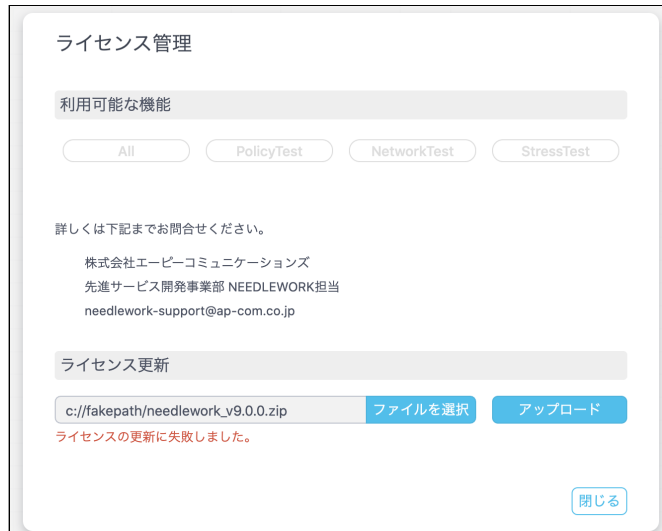 ライセンス管理
利用可能な機能
All PolicyTest NetworkTest StressTest
詳しくは下記までお問合せください。
株式会社エーピーコミュニケーションズ
先進サービス開発事業部 NEEDLEWORK担当
needlework-support@ap-com.co.jp
ライセンス更新
c://fakepath/needlework_v9.0.0.zip ファイルを選択 アップロード
ライセンスの更新に失敗しました。
閉じる